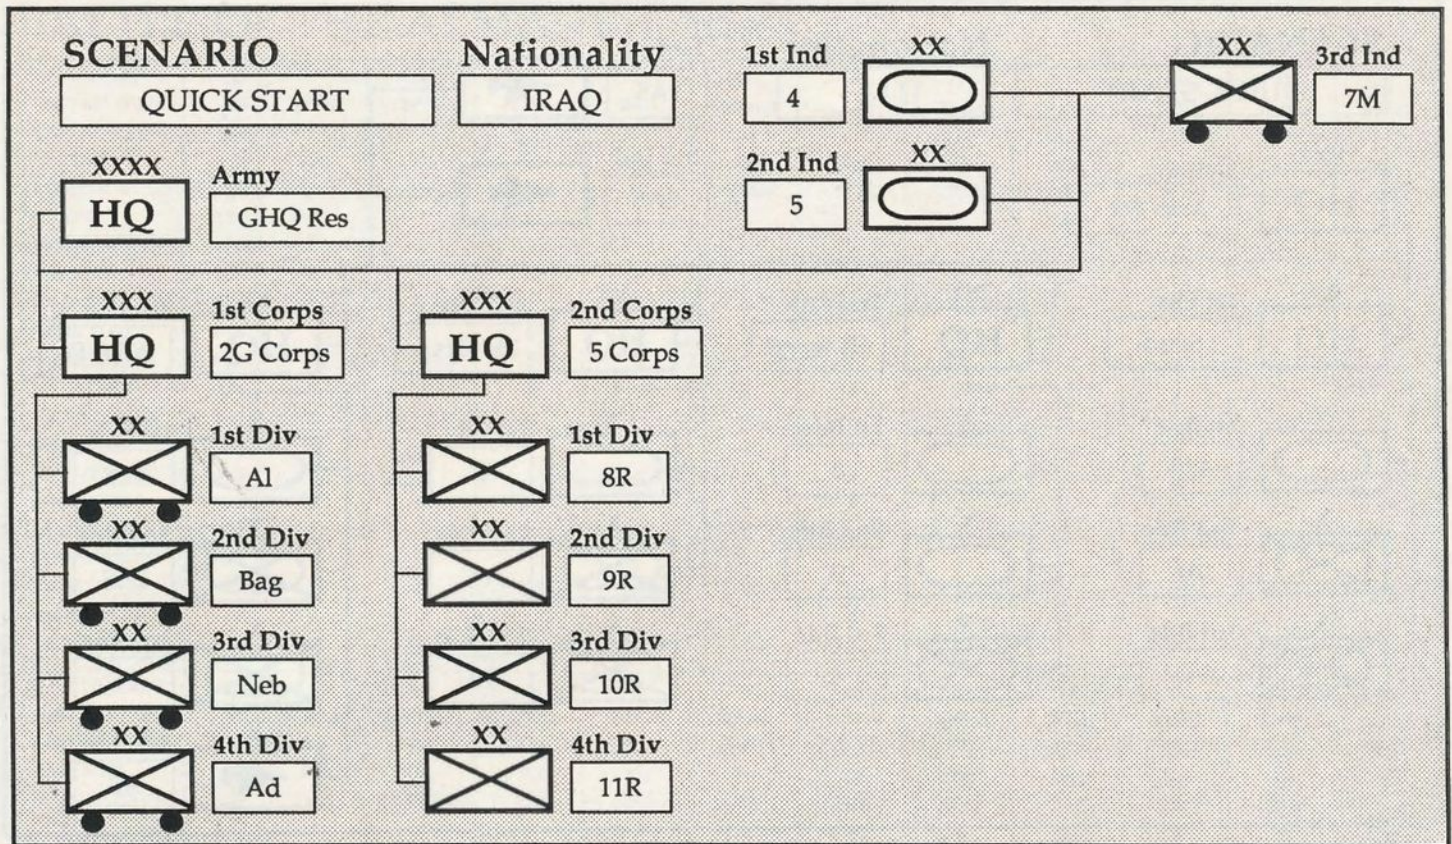 SCENARIO
QUICK START
Nationality
IRAQ
1st Ind
4
XX
XX
3rd Ind
7M
2nd Ind
5
XX
XXXX
HQ
Army
GHQ Res
XXX
HQ
1st Corps
2G Corps
XXX
HQ
2nd Corps
5 Corps
XX
1st Div
Al
XX
2nd Div
Bag
XX
3rd Div
Neb
XX
4th Div
Ad
XX
1st Div
8R
XX
2nd Div
9R
XX
3rd Div
10R
XX
4th Div
11R